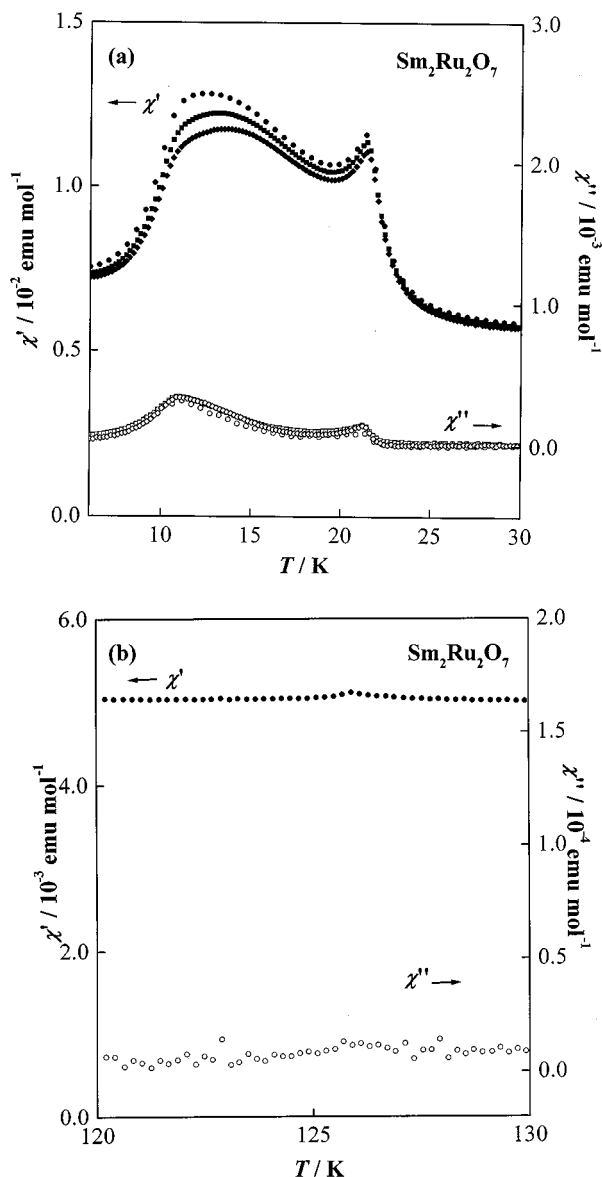 (a)
Sm₂Ru₂O₇
χ'
χ''
1.5
1.0
0.5
0.0
χ' / 10⁻² emu mol⁻¹
3.0
2.0
1.0
0.0
χ'' / 10⁻³ emu mol⁻¹
10
15
20
25
30
T / K
(b)
Sm₂Ru₂O₇
χ'
χ''
6.0
4.0
2.0
0.0
χ' / 10⁻³ emu mol⁻¹
2.0
1.5
1.0
0.5
0.0
χ'' / 10⁻⁴ emu mol⁻¹
120
125
130
T / K